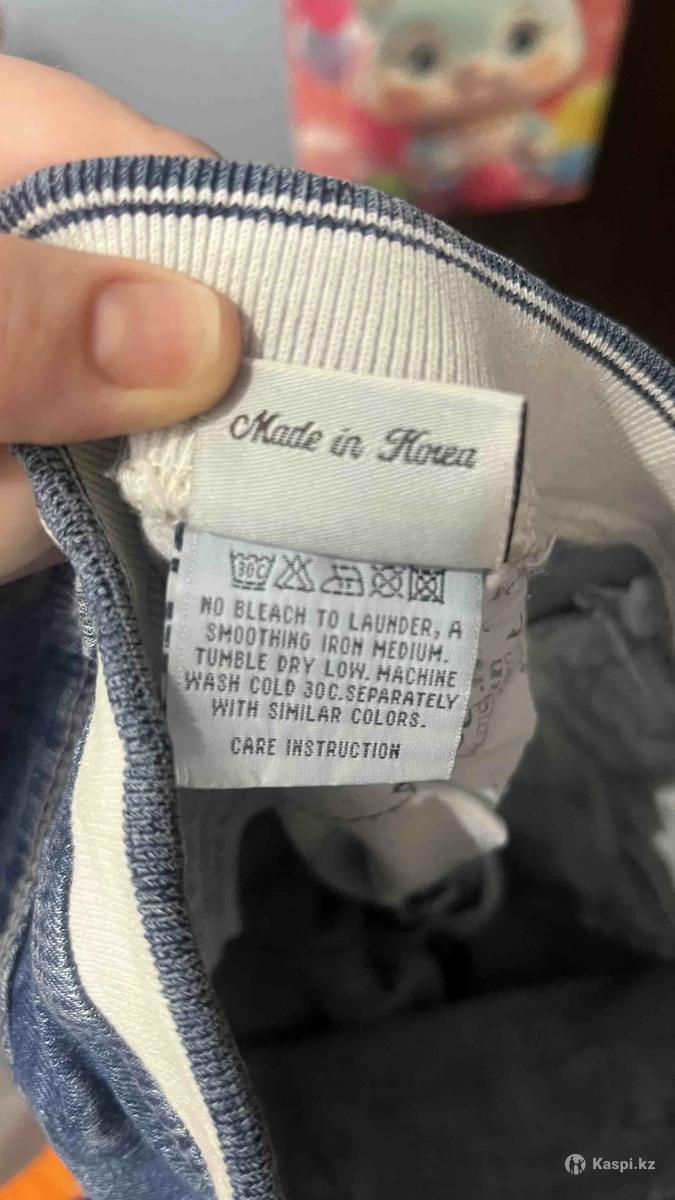 Made in Korea
30C
NO BLEACH TO LAUNDER, A
SMOOTHING IRON MEDIUM.
TUMBLE DRY LOW. MACHINE
WASH COLD 30C.SEPARATELY
WITH SIMILAR COLORS.
CARE INSTRUCTION
Kaspi.kz